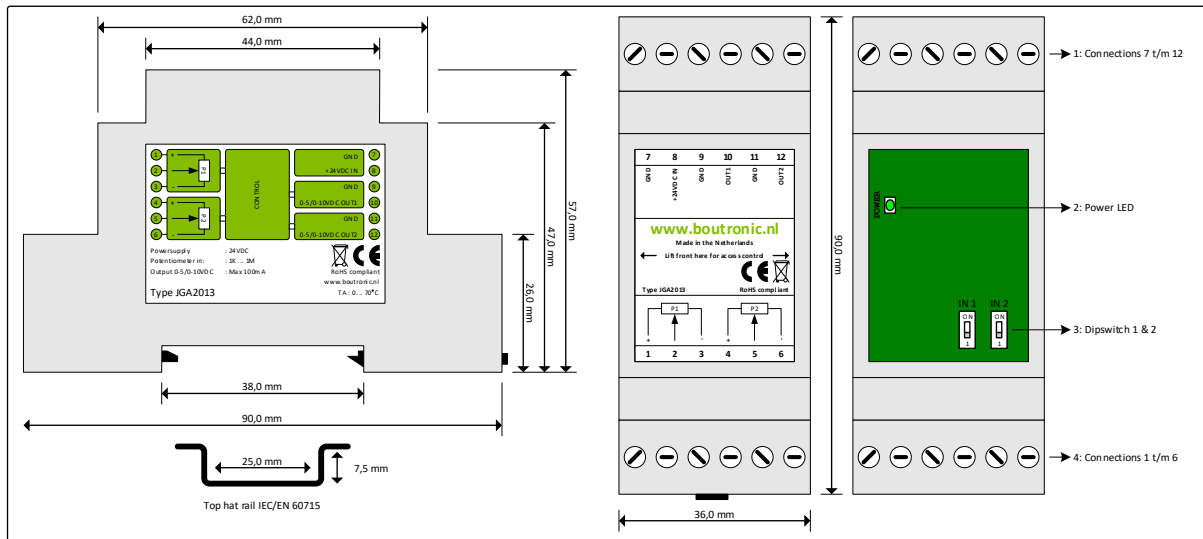 62,0 mm
44,0 mm
57,0 mm
47,0 mm
26,0 mm
1 + P1 GND 7
2 +24VDC IN 8
3 - GND 9
4 + P2 0-5/0-10VDC OUT1 10
5 GND 11
6 - 0-5/0-10VDC OUT2 12
CONTROL
Powersupply : 24VDC
Potentiometer in: : 1K ... 1M
Output 0-5/0-10VDC : Max 100mA
Type JGA2013
CE
RoHS compliant
www.boutronic.nl
TA : 0 ... 70°C
38,0 mm
90,0 mm
25,0 mm
7,5 mm
Top hat rail IEC/EN 60715
7 8 9 10 11 12
GND +24VDC IN GND OUT1 GND OUT2
www.boutronic.nl
Made in the Netherlands
Lift front here for access control
CE
Type JGA2013 RoHS compliant
P1 P2
+ - + -
1 2 3 4 5 6
36,0 mm
90,0 mm
POWER
IN 1 IN 2
ON ON
1 1
1: Connections 7 t/m 12
2: Power LED
3: Dipswitch 1 & 2
4: Connections 1 t/m 6